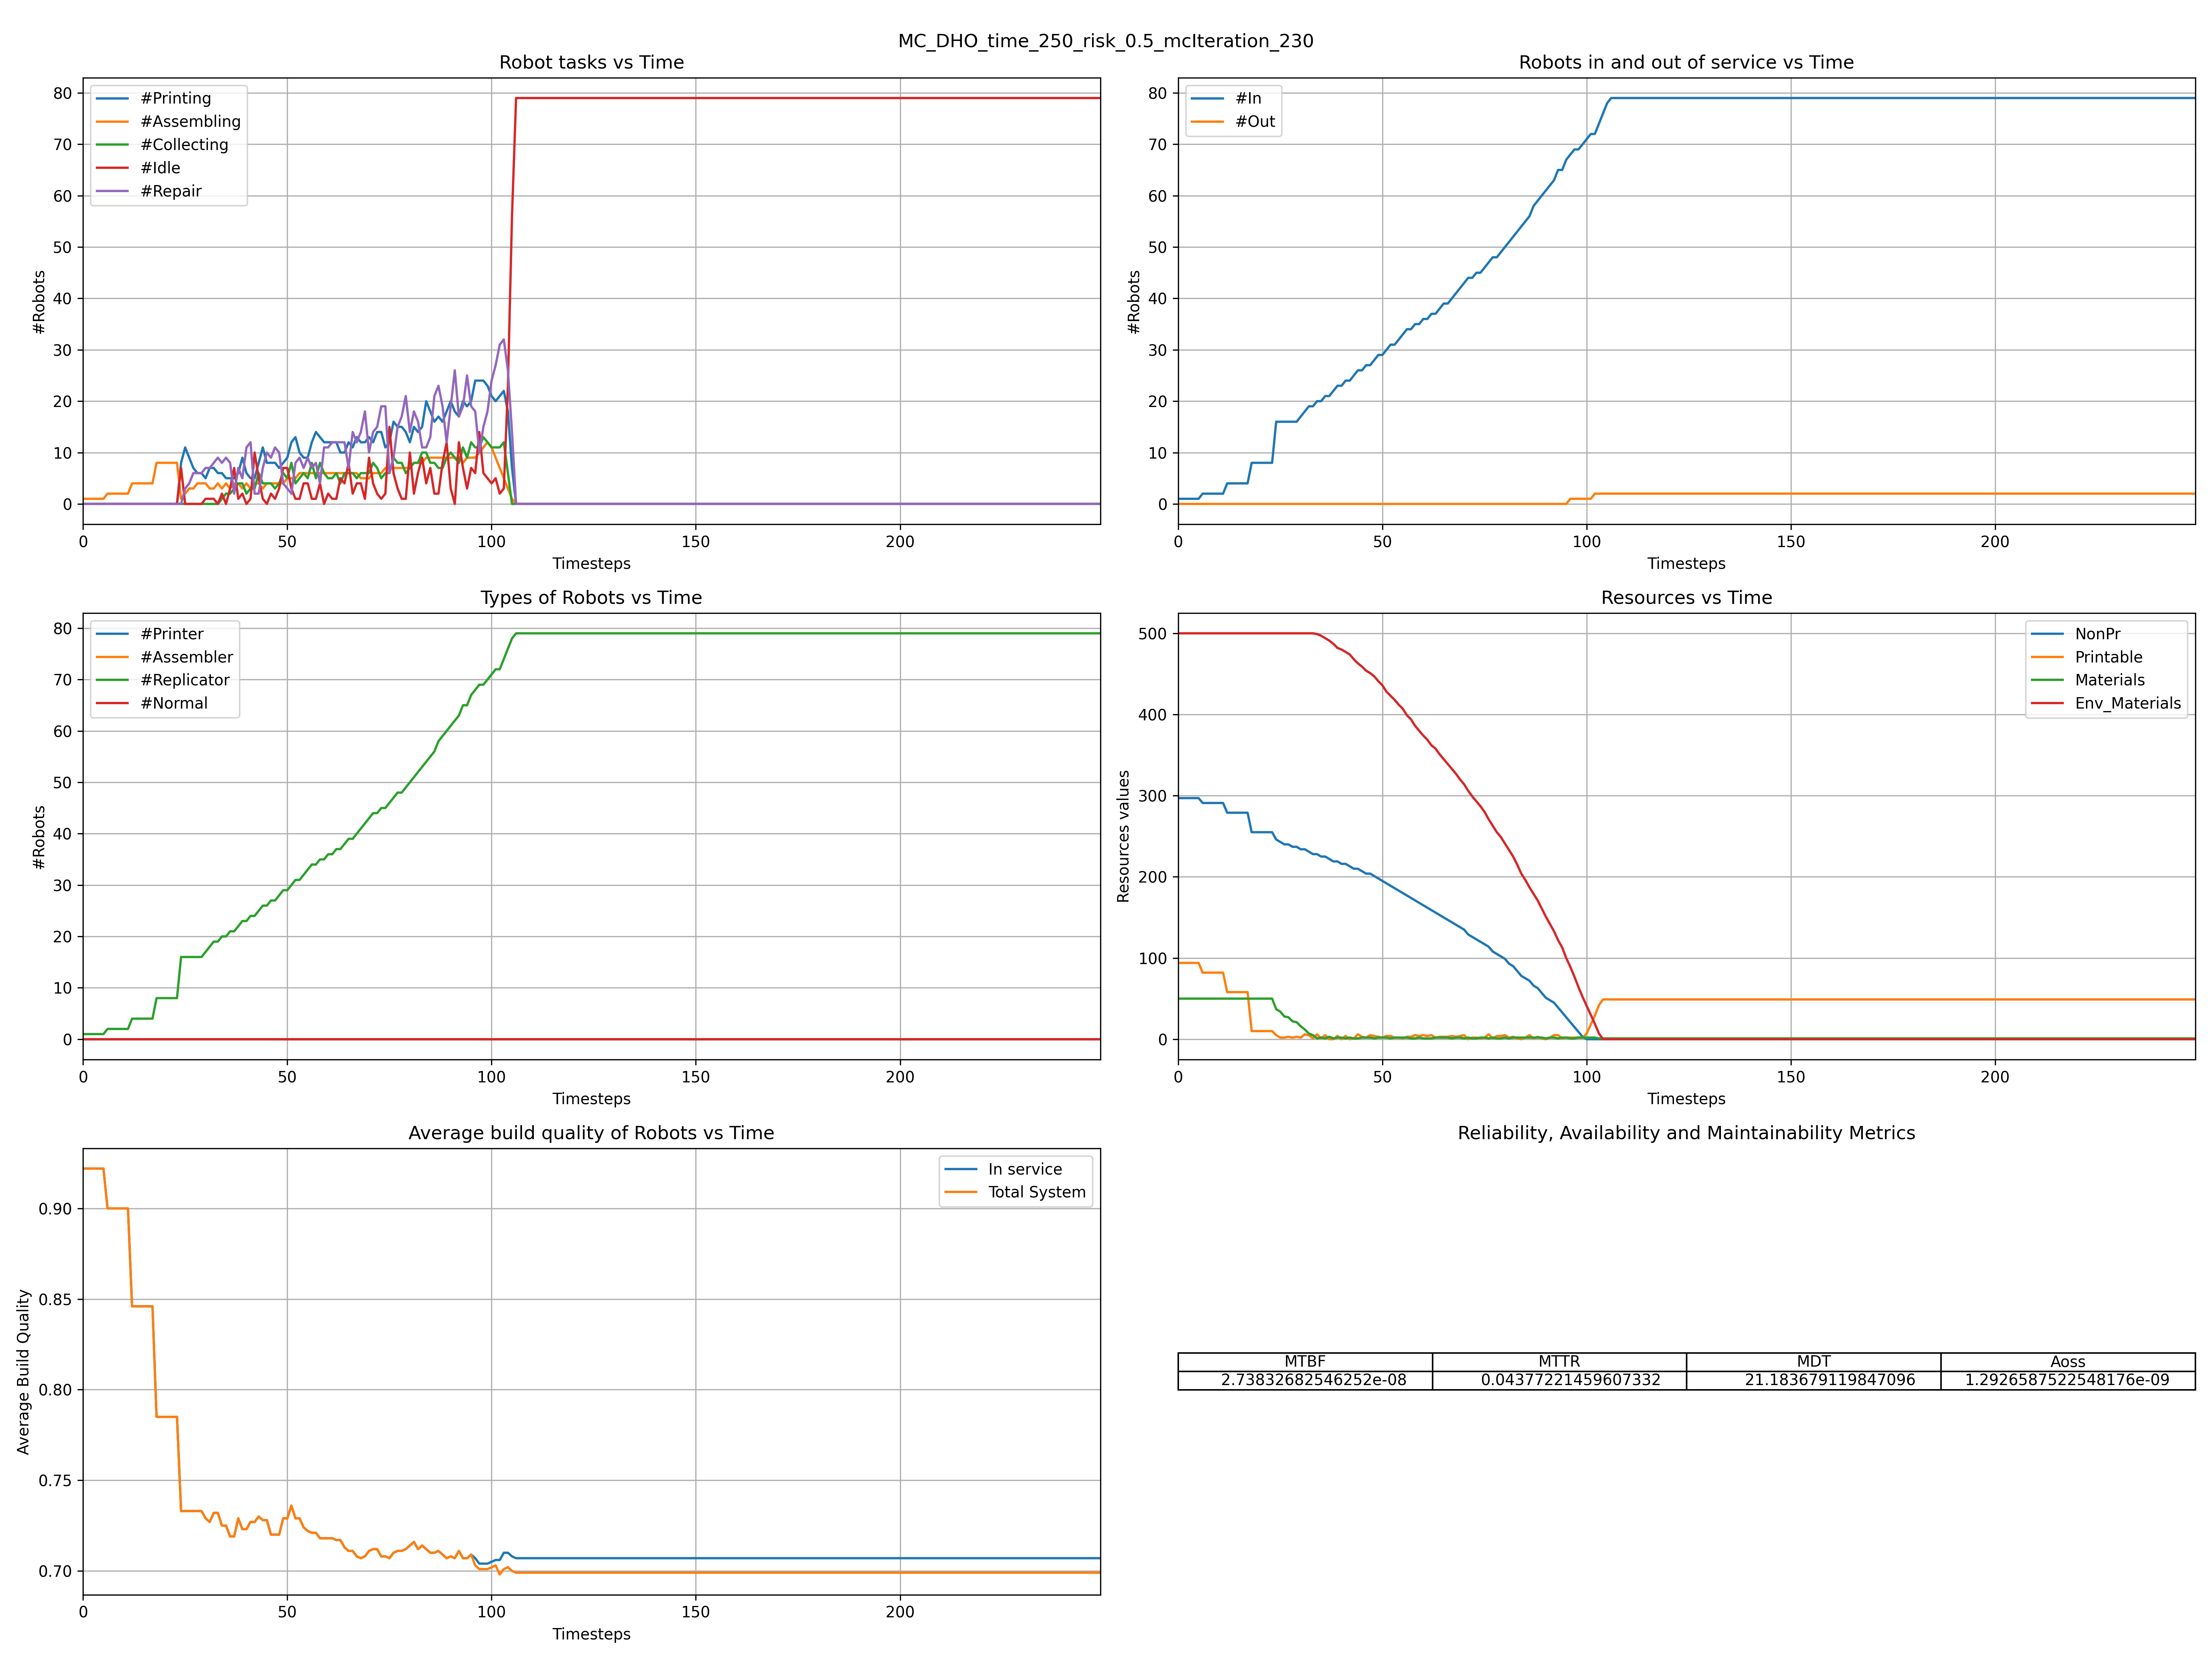 MC_DHO_time_250_risk_0.5_mcIteration_230
Robot tasks vs Time
#Printing
#Assembling
#Collecting
#Idle
#Repair
80
70
60
50
40
30
20
10
0
#Robots
0 50 100 150 200
Timesteps
Robots in and out of service vs Time
#In
#Out
80
70
60
50
40
30
20
10
0
#Robots
0 50 100 150 200
Timesteps
Types of Robots vs Time
#Printer
#Assembler
#Replicator
#Normal
80
70
60
50
40
30
20
10
0
#Robots
0 50 100 150 200
Timesteps
Resources vs Time
NonPr
Printable
Materials
Env_Materials
500
400
300
200
100
0
Resources values
0 50 100 150 200
Timesteps
Average build quality of Robots vs Time
In service
Total System
0.90
0.85
0.80
0.75
0.70
Average Build Quality
0 50 100 150 200
Timesteps
Reliability, Availability and Maintainability Metrics
MTBF MTTR MDT Aoss
2.73832682546252e-08 0.04377221459607332 21.183679119847096 1.2926587522548176e-09